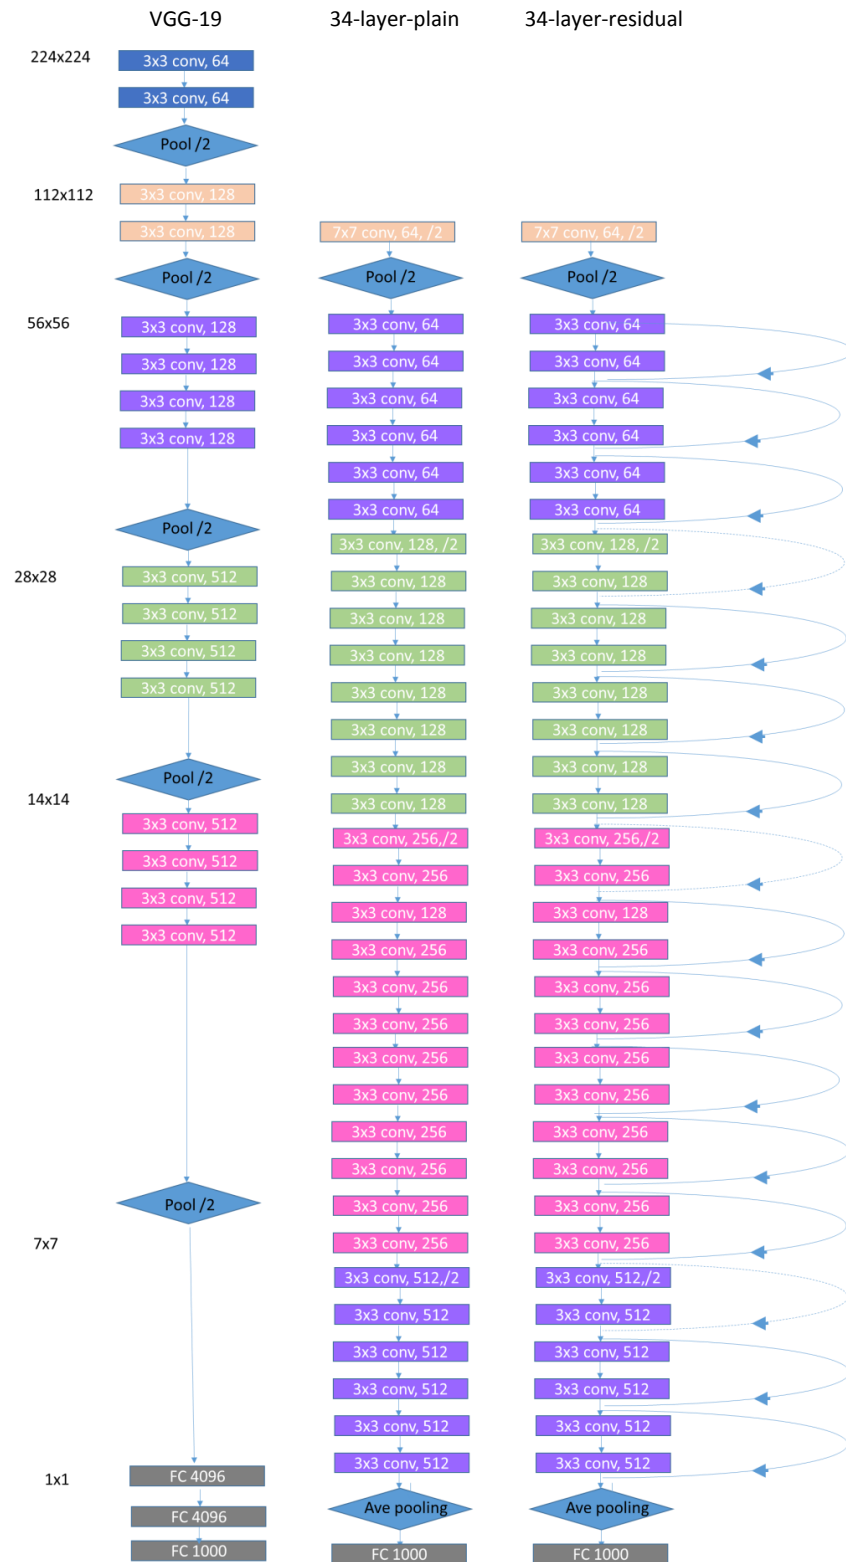 VGG-19
34-layer-plain
34-layer-residual
224x224
112x112
56x56
28x28
14x14
7x7
1x1
3x3 conv, 64
3x3 conv, 64
Pool /2
3x3 conv, 128
3x3 conv, 128
Pool /2
3x3 conv, 128
3x3 conv, 128
3x3 conv, 128
3x3 conv, 128
Pool /2
3x3 conv, 512
3x3 conv, 512
3x3 conv, 512
3x3 conv, 512
Pool /2
3x3 conv, 512
3x3 conv, 512
3x3 conv, 512
3x3 conv, 512
Pool /2
FC 4096
FC 4096
FC 1000
7x7 conv, 64, /2
Pool /2
3x3 conv, 64
3x3 conv, 64
3x3 conv, 64
3x3 conv, 64
3x3 conv, 64
3x3 conv, 64
3x3 conv, 128, /2
3x3 conv, 128
3x3 conv, 128
3x3 conv, 128
3x3 conv, 128
3x3 conv, 128
3x3 conv, 128
3x3 conv, 128
3x3 conv, 256,/2
3x3 conv, 256
3x3 conv, 128
3x3 conv, 256
3x3 conv, 256
3x3 conv, 256
3x3 conv, 256
3x3 conv, 256
3x3 conv, 256
3x3 conv, 256
3x3 conv, 256
3x3 conv, 256
3x3 conv, 512,/2
3x3 conv, 512
3x3 conv, 512
3x3 conv, 512
3x3 conv, 512
3x3 conv, 512
Ave pooling
FC 1000
7x7 conv, 64, /2
Pool /2
3x3 conv, 64
3x3 conv, 64
3x3 conv, 64
3x3 conv, 64
3x3 conv, 64
3x3 conv, 64
3x3 conv, 128, /2
3x3 conv, 128
3x3 conv, 128
3x3 conv, 128
3x3 conv, 128
3x3 conv, 128
3x3 conv, 128
3x3 conv, 128
3x3 conv, 256,/2
3x3 conv, 256
3x3 conv, 128
3x3 conv, 256
3x3 conv, 256
3x3 conv, 256
3x3 conv, 256
3x3 conv, 256
3x3 conv, 256
3x3 conv, 256
3x3 conv, 256
3x3 conv, 256
3x3 conv, 512,/2
3x3 conv, 512
3x3 conv, 512
3x3 conv, 512
3x3 conv, 512
3x3 conv, 512
Ave pooling
FC 1000